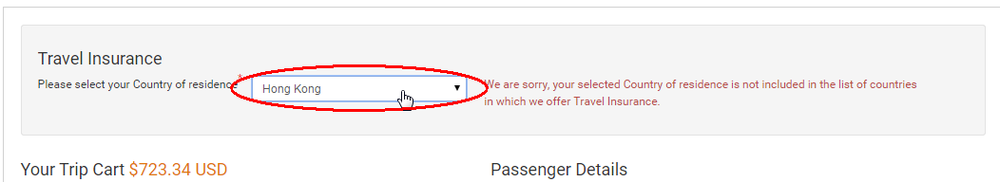 Travel Insurance
Please select your Country of residence *
Hong Kong
We are sorry, your selected Country of residence is not included in the list of countries
in which we offer Travel Insurance.
Your Trip Cart $723.34 USD
Passenger Details